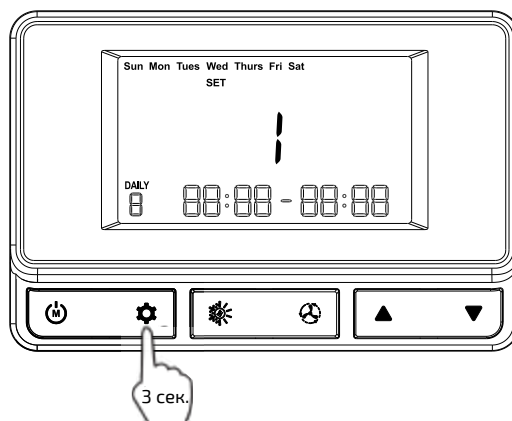 Sun Mon Tues Wed Thurs Fri Sat
SET
1
DAILY
8 88:88 - 88:88
M
3 сек.